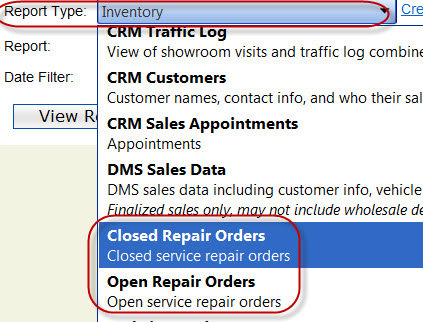 Report Type: Inventory Cre
CRM Traffic Log
Report: View of showroom visits and traffic log combine
CRM Customers
Date Filter: Customer names, contact info, and who their sal
View Re CRM Sales Appointments
Appointments
DMS Sales Data
DMS sales data including customer info, vehicle
Finalized sales only, may not include wholesale de
Closed Repair Orders
Closed service repair orders
Open Repair Orders
Open service repair orders